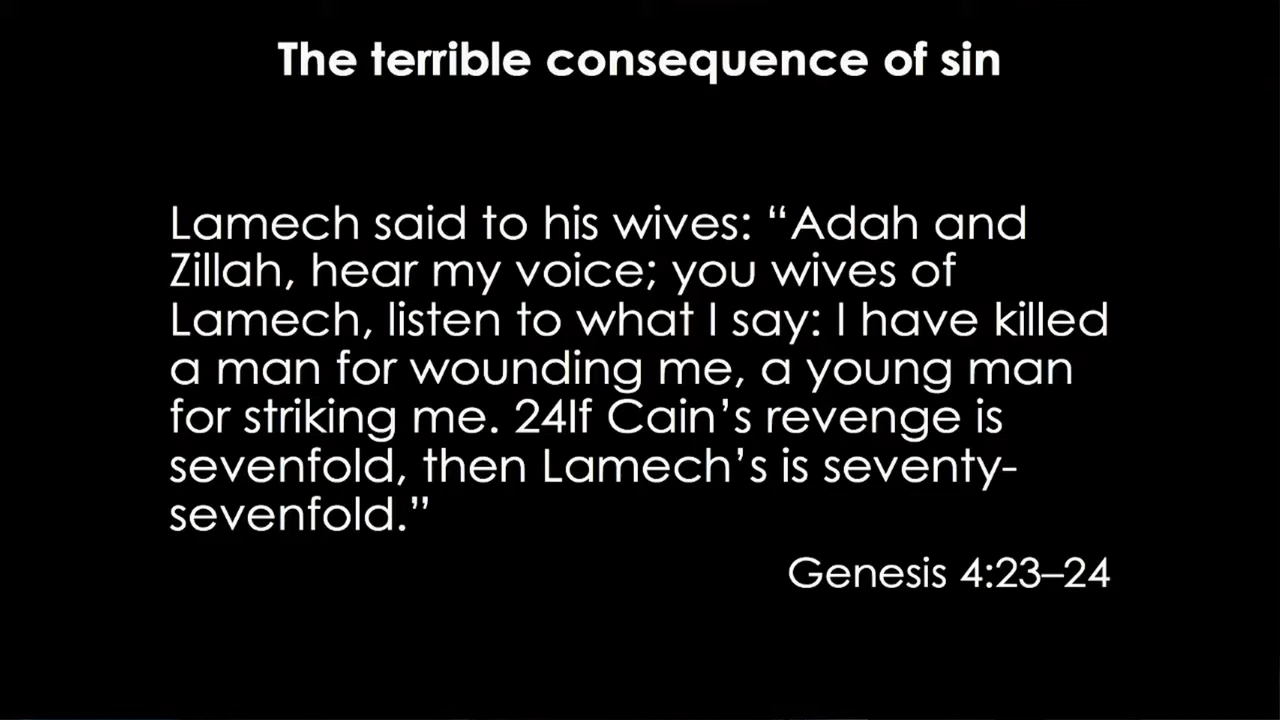 The terrible consequence of sin
Lamech said to his wives: “Adah and
Zillah, hear my voice; you wives of
Lamech, listen to what I say: I have killed
a man for wounding me, a young man
for striking me. 24If Cain’s revenge is
sevenfold, then Lamech’s is seventy-
sevenfold.”
Genesis 4:23–24